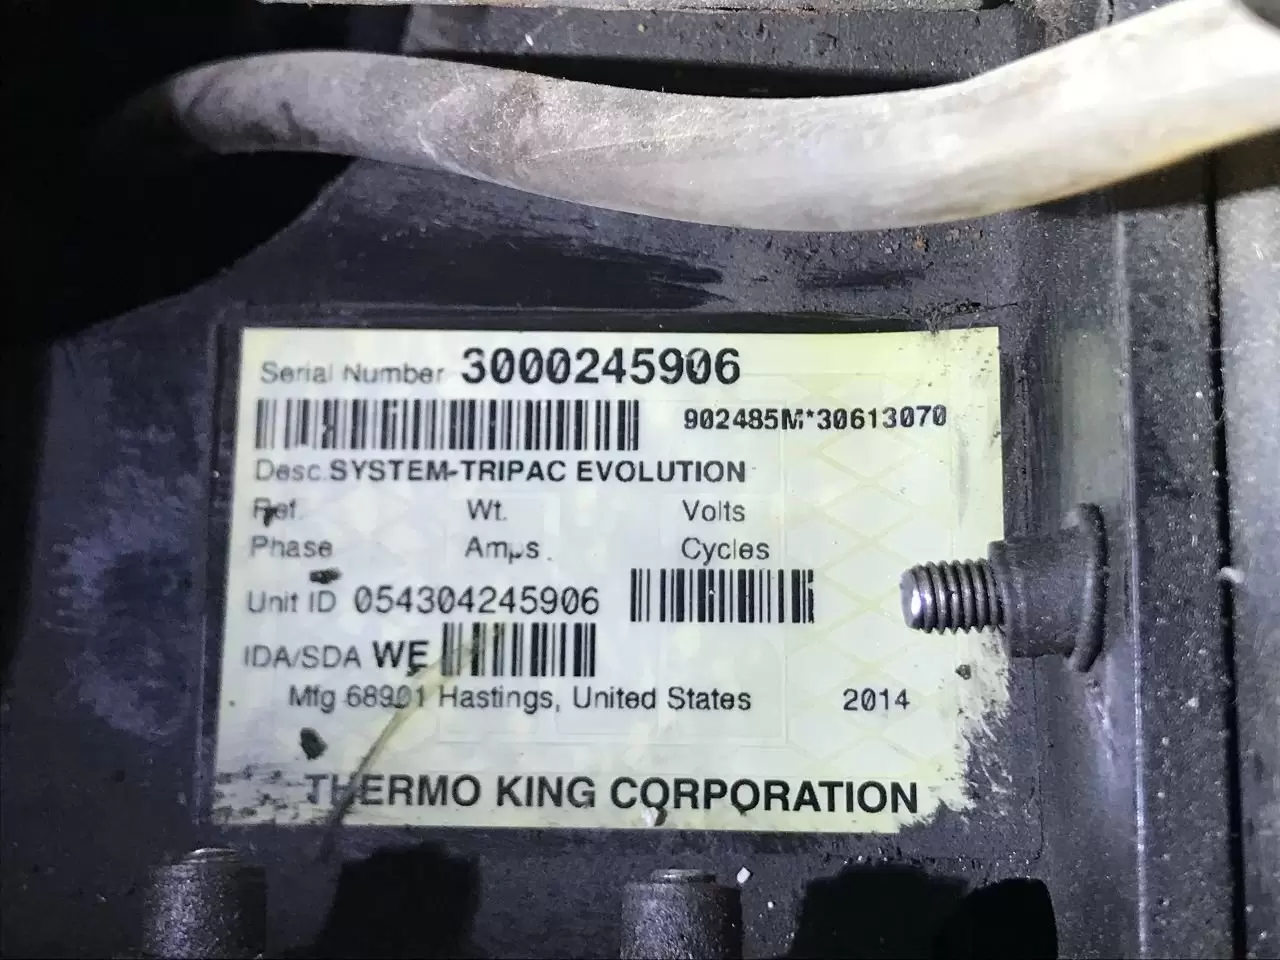 Serial Number 3000245906
902485M*30613070
Desc. SYSTEM-TRIPAC EVOLUTION
Ref. Wt. Volts
Phase Amps. Cycles
Unit ID 054304245906
IDA/SDA WE
Mfg 68901 Hastings, United States 2014
THERMO KING CORPORATION